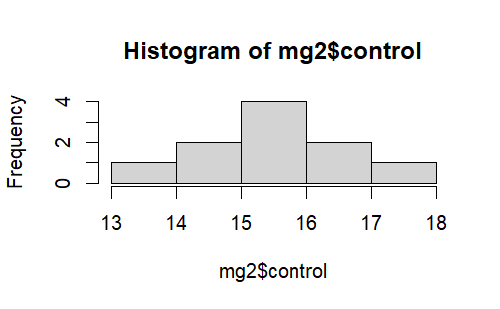 Histogram of mg2$control
Frequency
4
2
0
13 14 15 16 17 18
mg2$control